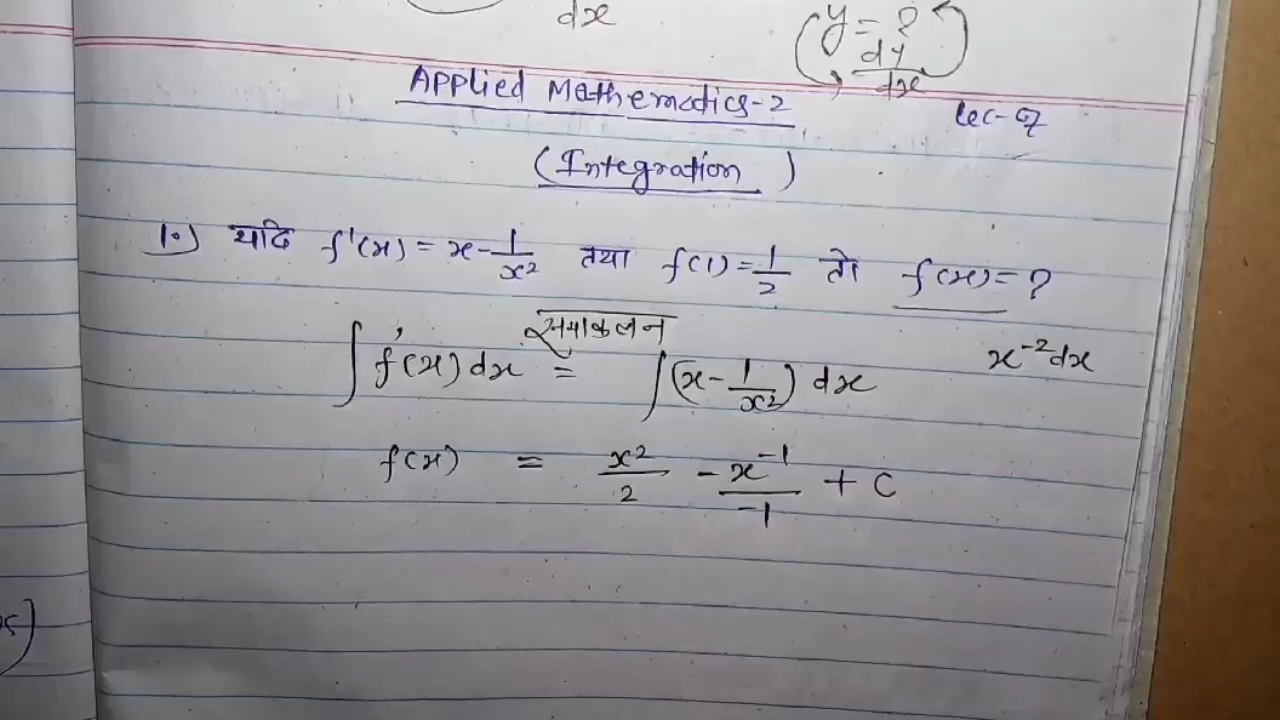 dx
y = ?
dy
dx
Applied Mathematics-2
Lec-07
(Integration)
1.) यदि f'(x) = x - 1/x² तथा f(1) = 1/2 तो f(x) = ?
समाकलन
∫ f'(x) dx = ∫(x - 1/x²) dx
x⁻² dx
f(x) = x²/2 - x⁻¹/-1 + C